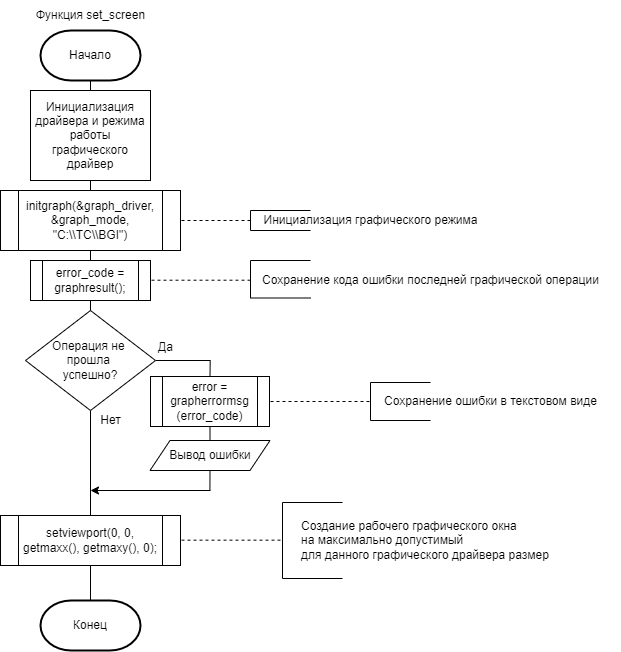 Функция set_screen
Начало
Инициализация
драйвера и режима
работы
графического
драйвер
initgraph(&graph_driver,
&graph_mode,
"C:\\TC\\BGI")
Инициализация графического режима
error_code =
graphresult();
Сохранение кода ошибки последней графической операции
Операция не
прошла
успешно?
Да
Нет
error =
grapherrormsg
(error_code)
Сохранение ошибки в текстовом виде
Вывод ошибки
setviewport(0, 0,
getmaxx(), getmaxy(), 0);
Создание рабочего графического окна
на максимально допустимый
для данного графического драйвера размер
Конец